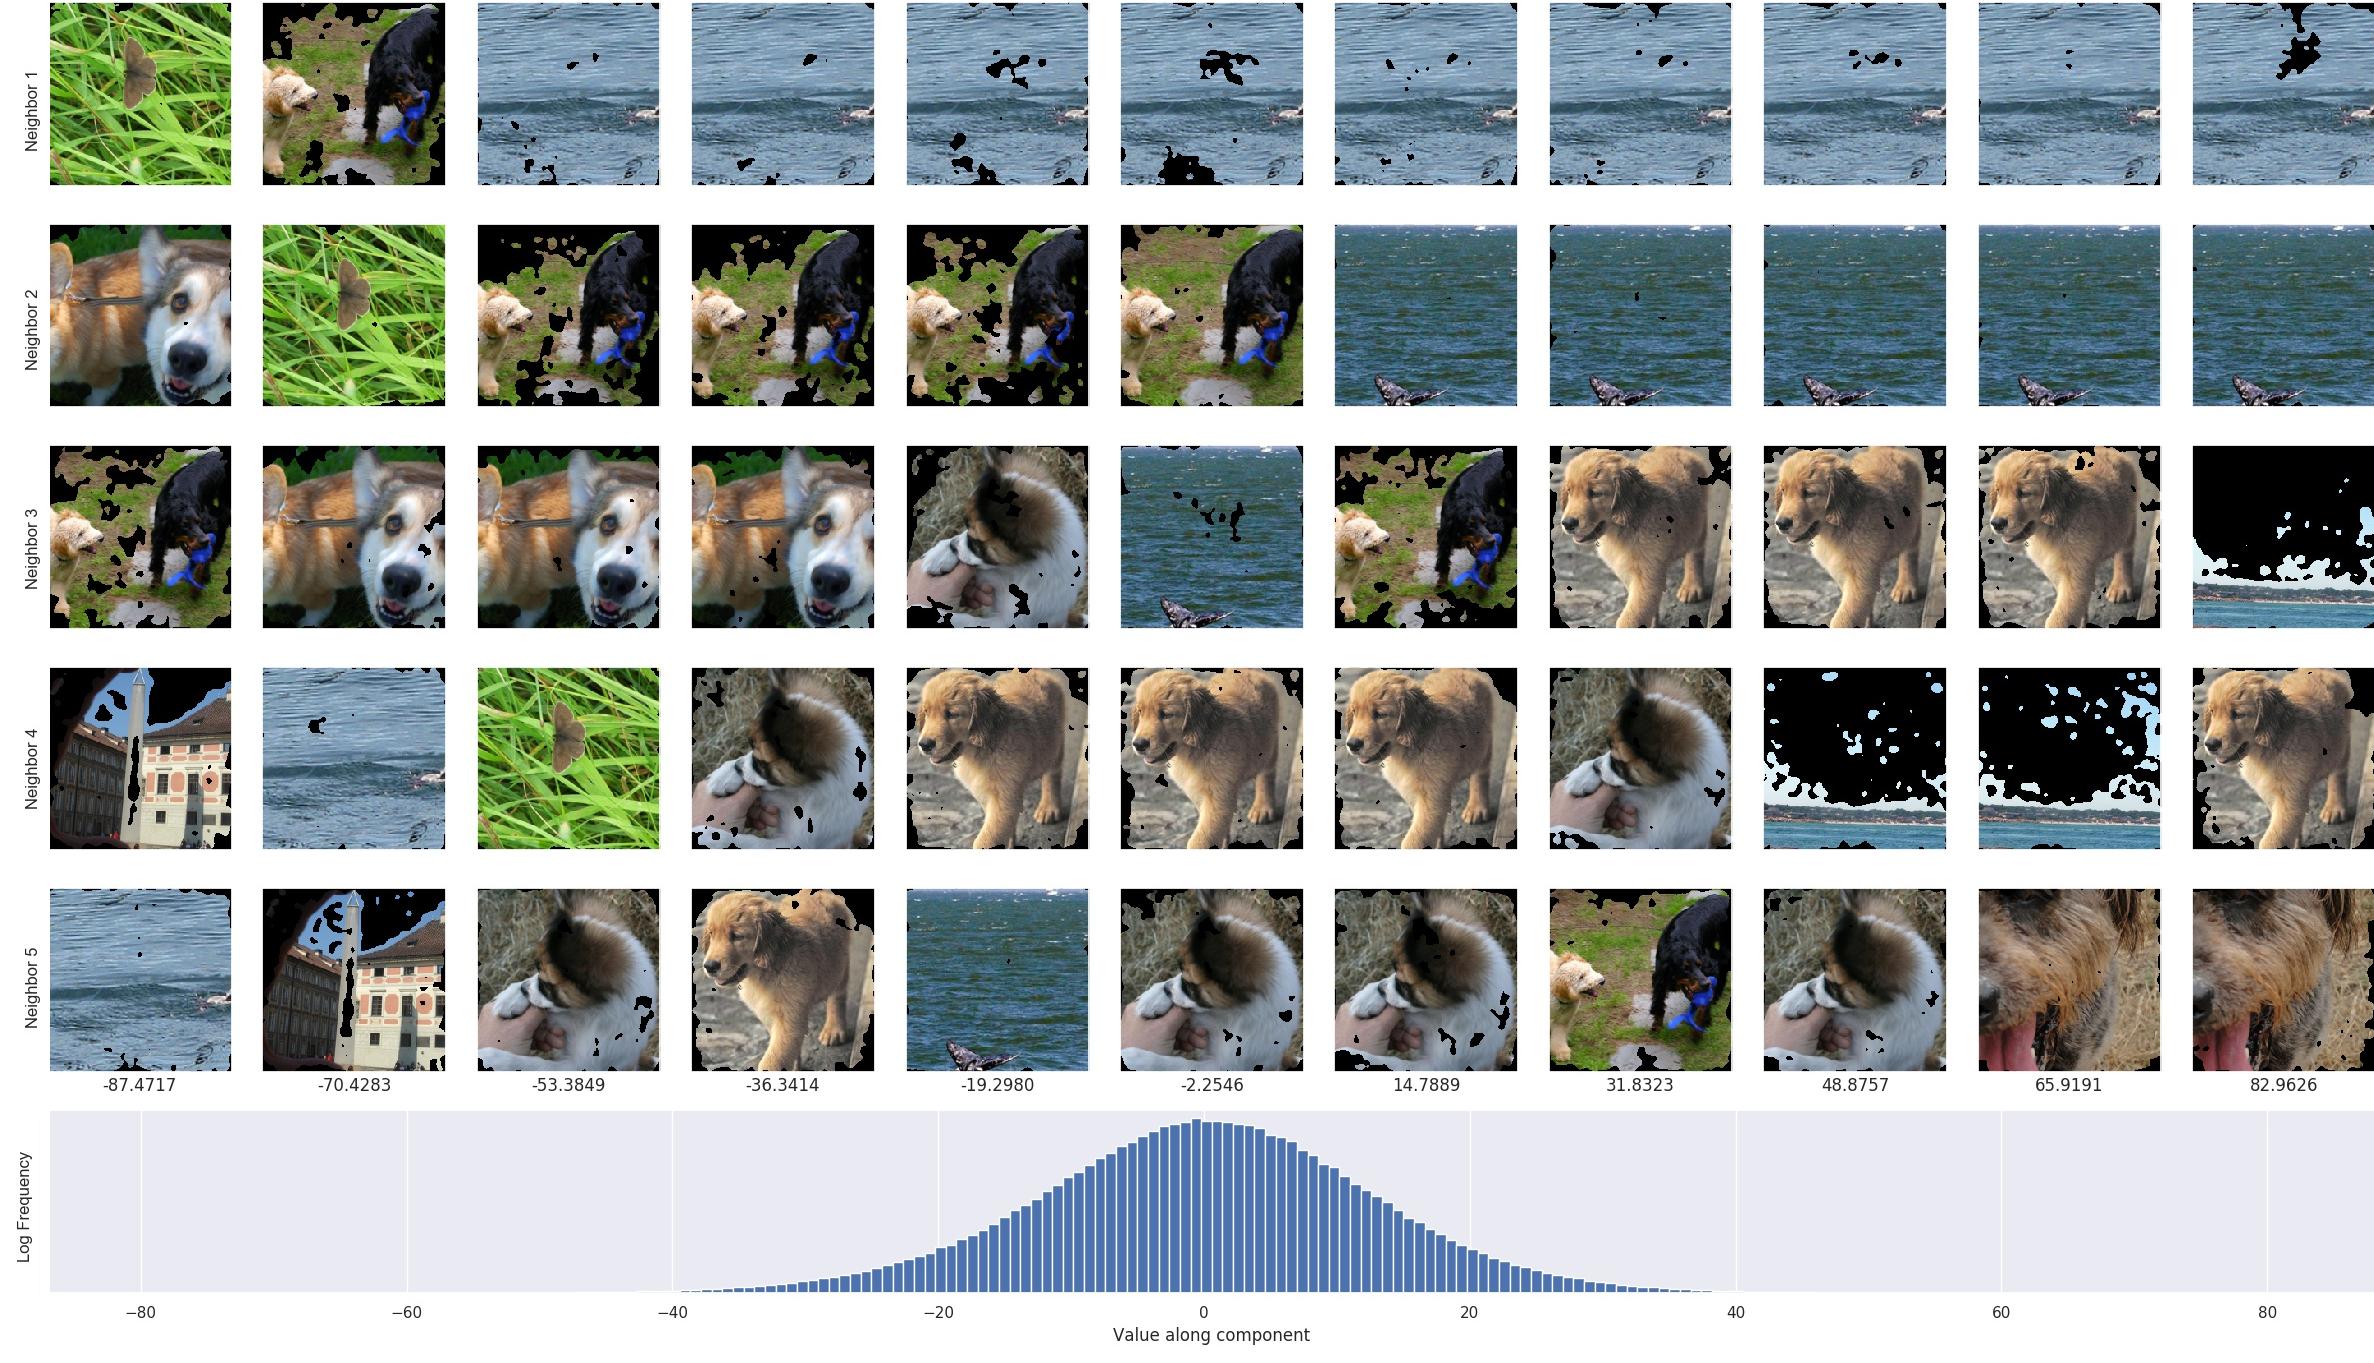 Neighbor 1
Neighbor 2
Neighbor 3
Neighbor 4
Neighbor 5
-87.4717 -70.4283 -53.3849 -36.3414 -19.2980 -2.2546 14.7889 31.8323 48.8757 65.9191 82.9626
Log Frequency
−80 −60 −40 −20 0 20 40 60 80
Value along component